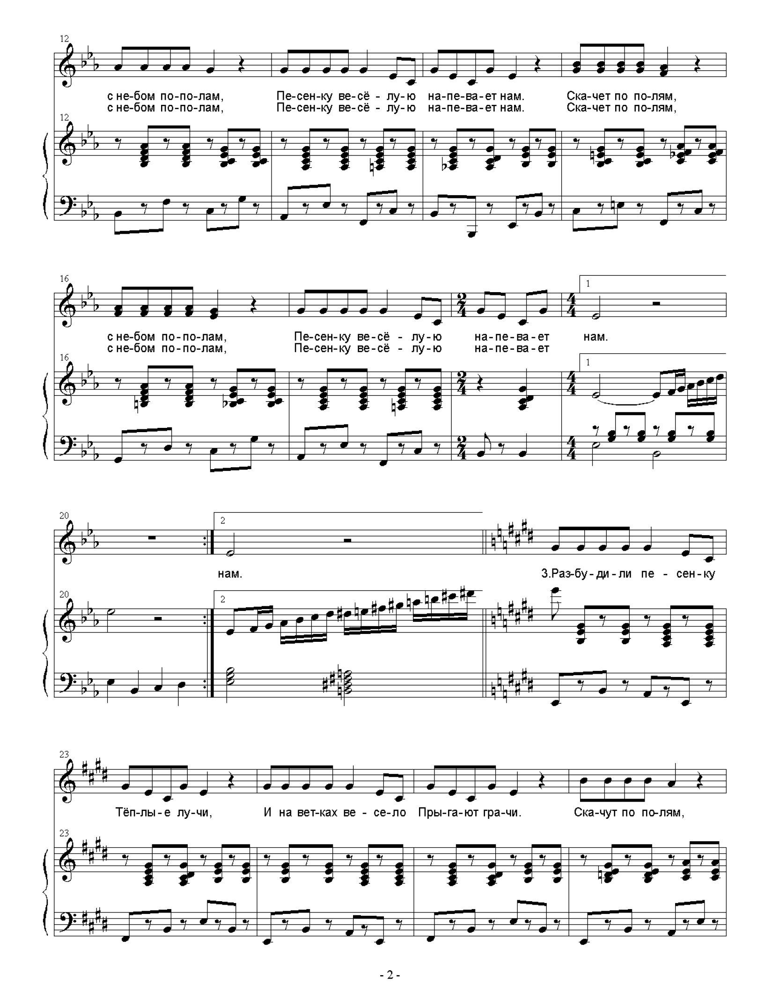 12
с не-бом по-по-лам, Пе-сен-ку ве-сё - лу-ю на-пе-ва-ет нам. Ска-чет по по-лям,
с не-бом по-по-лам, Пе-сен-ку ве-сё - лу-ю на-пе-ва-ет нам. Ска-чет по по-лям,
12
16 2 4 4 4 1
с не-бом по-по-лам, Пе-сен-ку ве-сё - лу-ю на-пе-ва-ет нам.
с не-бом по-по-лам, Пе-сен-ку ве-сё - лу-ю на-пе-ва-ет
16 2 4 4 4 1
2 4 4 4
20 2
нам. 3.Раз-бу-ди-ли пе - сен-ку
20 2
23
Тёп-лы-е лу-чи, И на вет-ках ве - се-ло Пры-га-ют гра-чи. Ска-чут по по-лям,
23
- 2 -